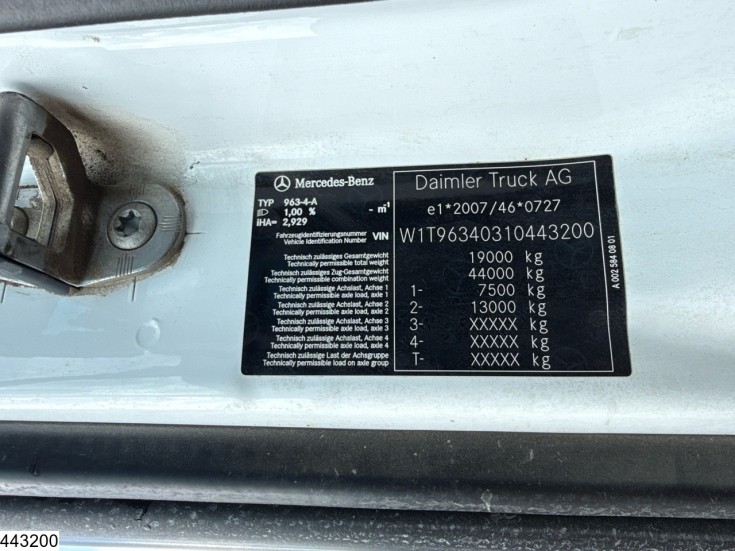 Mercedes-Benz
Daimler Truck AG
TYP 963-4-A
1,00 % - m⁻¹
iHA= 2,929
e1*2007/46*0727
Fahrzeugidentifizierungsnummer
Vehicle Identification Number VIN W1T96340310443200
Technisch zulässiges Gesamtgewicht
Technically permissible total weight 19000 kg
Technisch zulässiges Zug-Gesamtgewicht
Technically permissible combination weight 44000 kg
Technisch zulässige Achslast, Achse 1
Technically permissible axle load, axle 1 1- 7500 kg
Technisch zulässige Achslast, Achse 2
Technically permissible axle load, axle 2 2- 13000 kg
Technisch zulässige Achslast, Achse 3
Technically permissible axle load, axle 3 3- XXXXX kg
Technisch zulässige Achslast, Achse 4
Technically permissible axle load, axle 4 4- XXXXX kg
Technisch zulässige Last der Achsgruppe
Technically permissible load on axle group T- XXXXX kg
A 002 584 08 01
443200